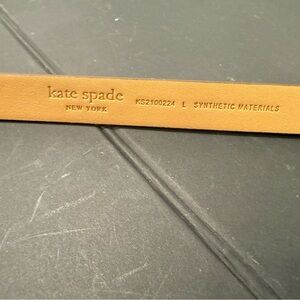 kate spade
NEW YORK
KS2100224 L SYNTHETIC MATERIALS